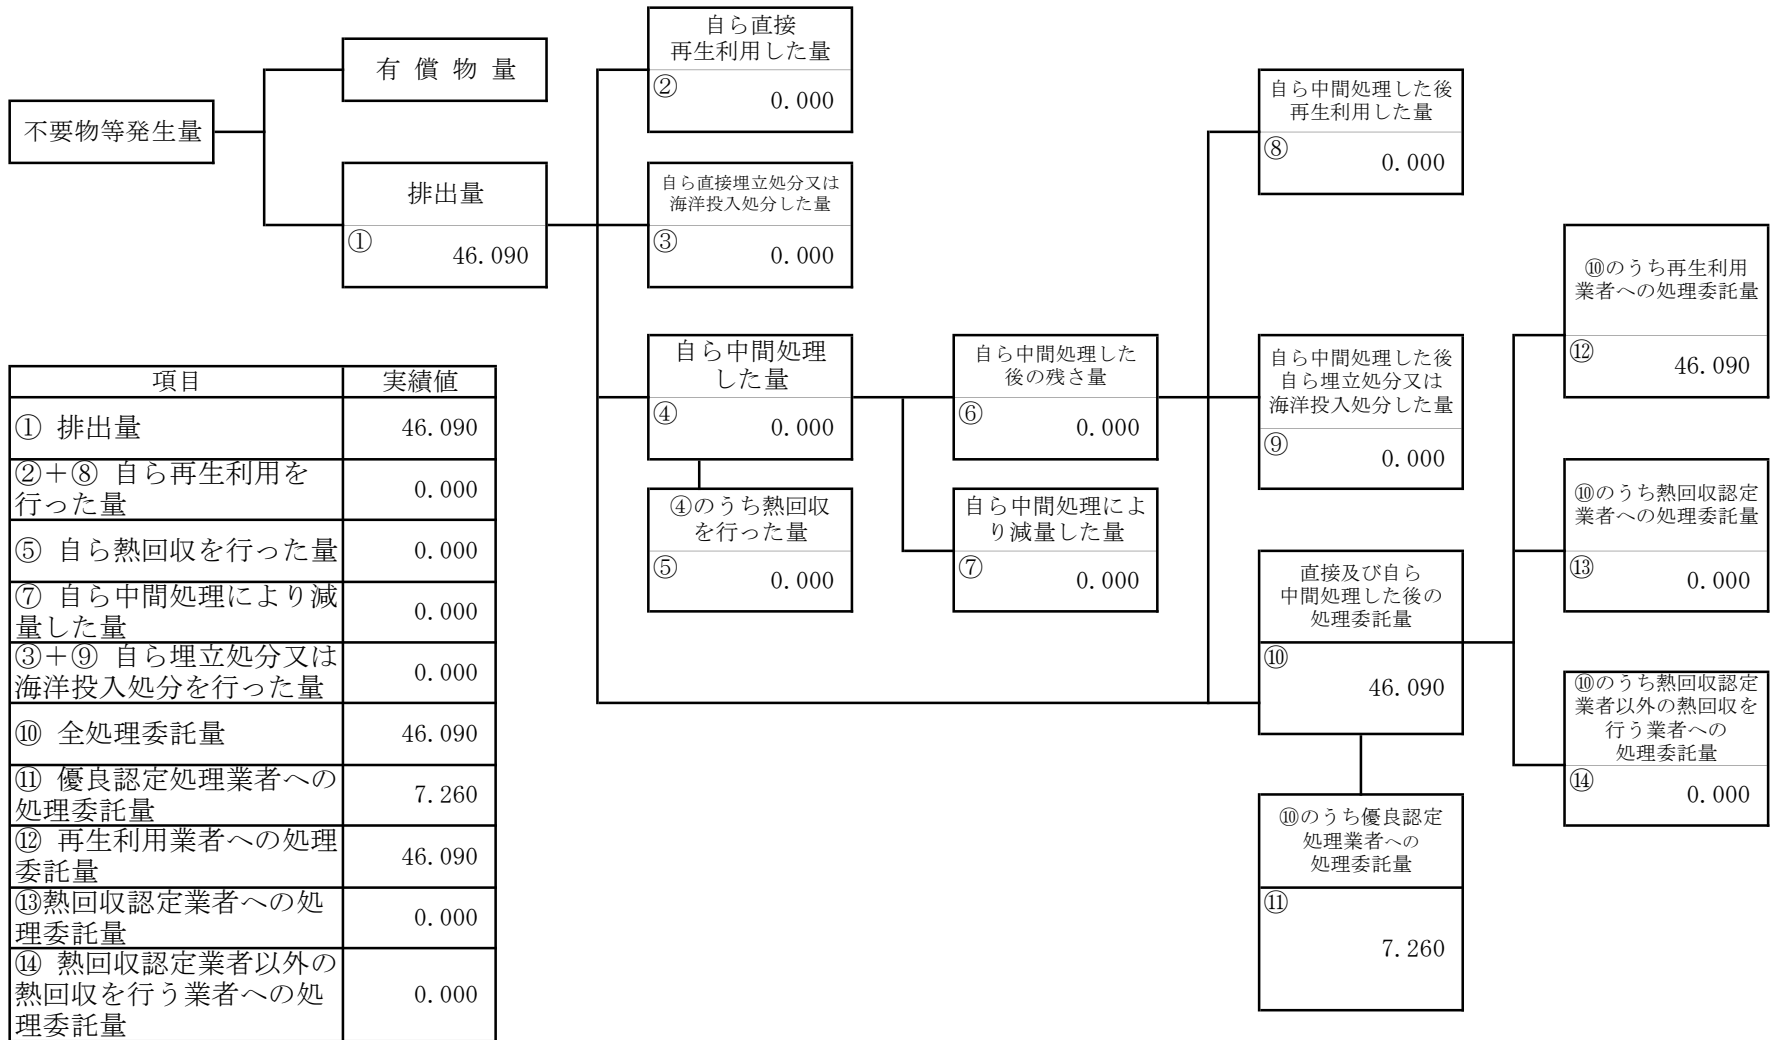 不要物等発生量
有 償 物 量
排出量
①
46.090
自ら直接
再生利用した量
②
0.000
自ら直接埋立処分又は
海洋投入処分した量
③
0.000
自ら中間処理
した量
④
0.000
④のうち熱回収
を行った量
⑤
0.000
自ら中間処理した
後の残さ量
⑥
0.000
自ら中間処理によ
り減量した量
⑦
0.000
自ら中間処理した後
再生利用した量
⑧
0.000
自ら中間処理した後
自ら埋立処分又は
海洋投入処分した量
⑨
0.000
直接及び自ら
中間処理した後の
処理委託量
⑩
46.090
⑩のうち優良認定
処理業者への
処理委託量
⑪
7.260
⑩のうち再生利用
業者への処理委託量
⑫
46.090
⑩のうち熱回収認定
業者への処理委託量
⑬
0.000
⑩のうち熱回収認定
業者以外の熱回収を
行う業者への
処理委託量
⑭
0.000
項目 実績値
① 排出量 46.090
②＋⑧ 自ら再生利用を
行った量 0.000
⑤ 自ら熱回収を行った量 0.000
⑦ 自ら中間処理により減
量した量 0.000
③＋⑨ 自ら埋立処分又は
海洋投入処分を行った量 0.000
⑩ 全処理委託量 46.090
⑪ 優良認定処理業者への
処理委託量 7.260
⑫ 再生利用業者への処理
委託量 46.090
⑬熱回収認定業者への処
理委託量 0.000
⑭ 熱回収認定業者以外の
熱回収を行う業者への処
理委託量 0.000